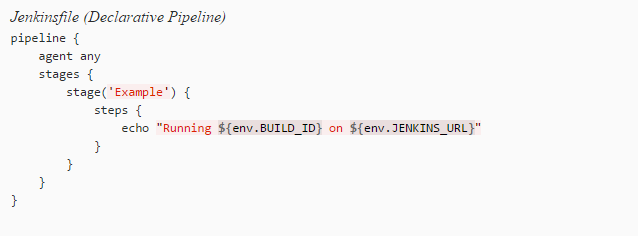 Jenkinsfile (Declarative Pipeline)
pipeline {
    agent any
    stages {
        stage('Example') {
            steps {
                echo "Running ${env.BUILD_ID} on ${env.JENKINS_URL}"
            }
        }
    }
}